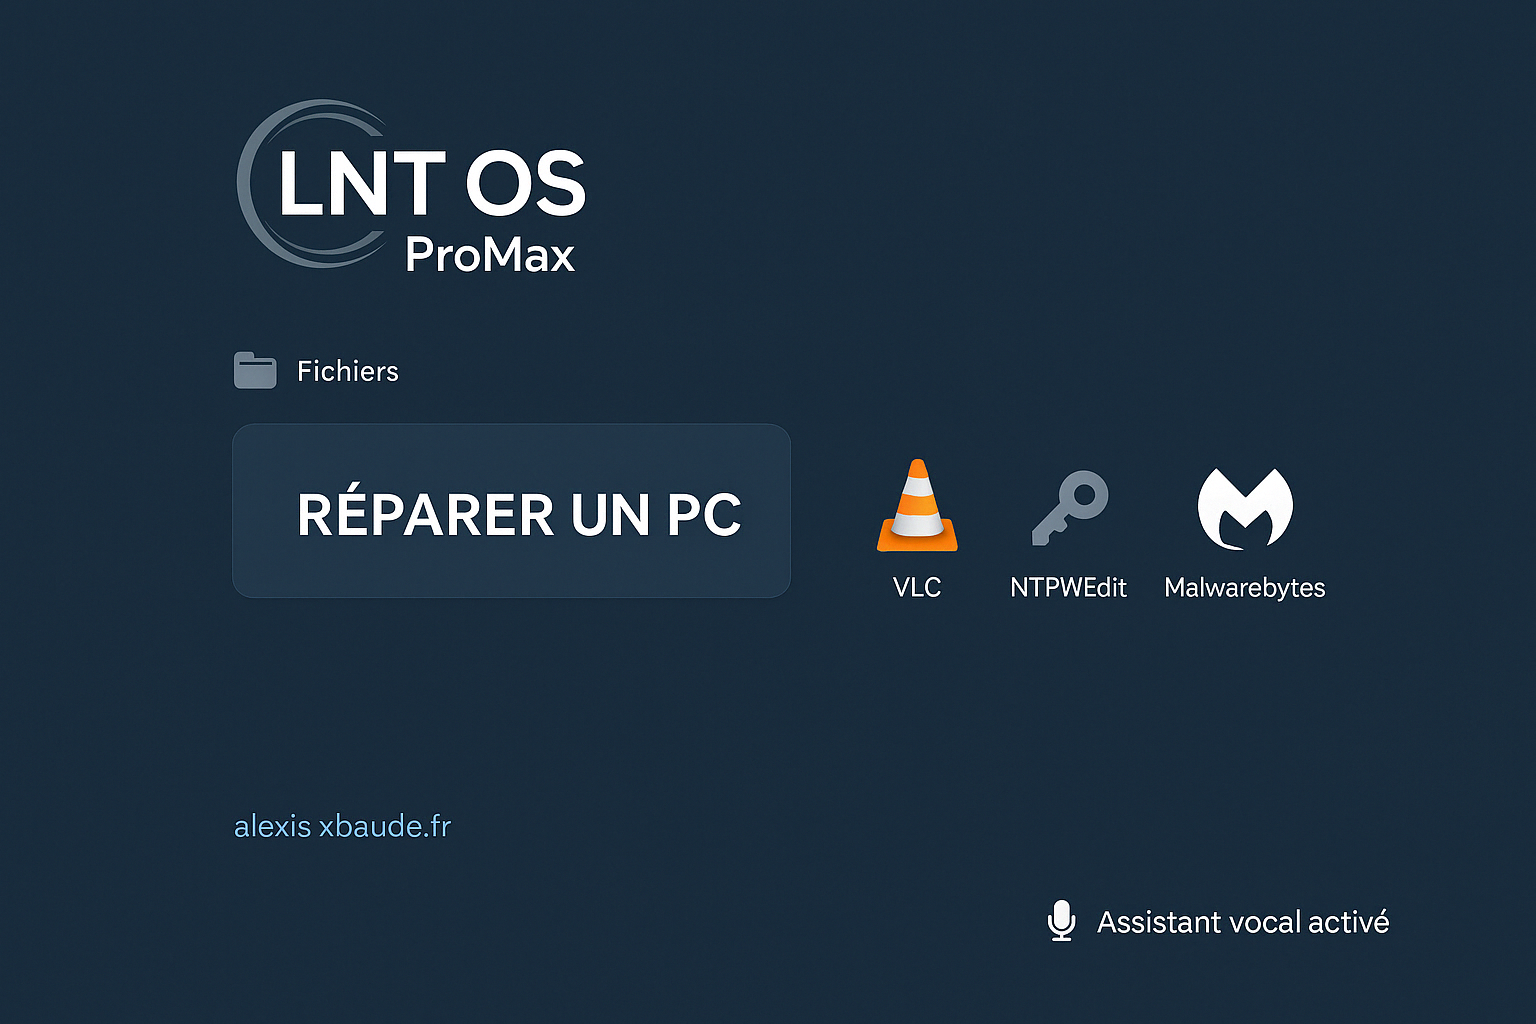 LNT OS
ProMax
Fichiers
RÉPARER UN PC
VLC
NTPWEdit
Malwarebytes
alexis xbaude.fr
Assistant vocal activé